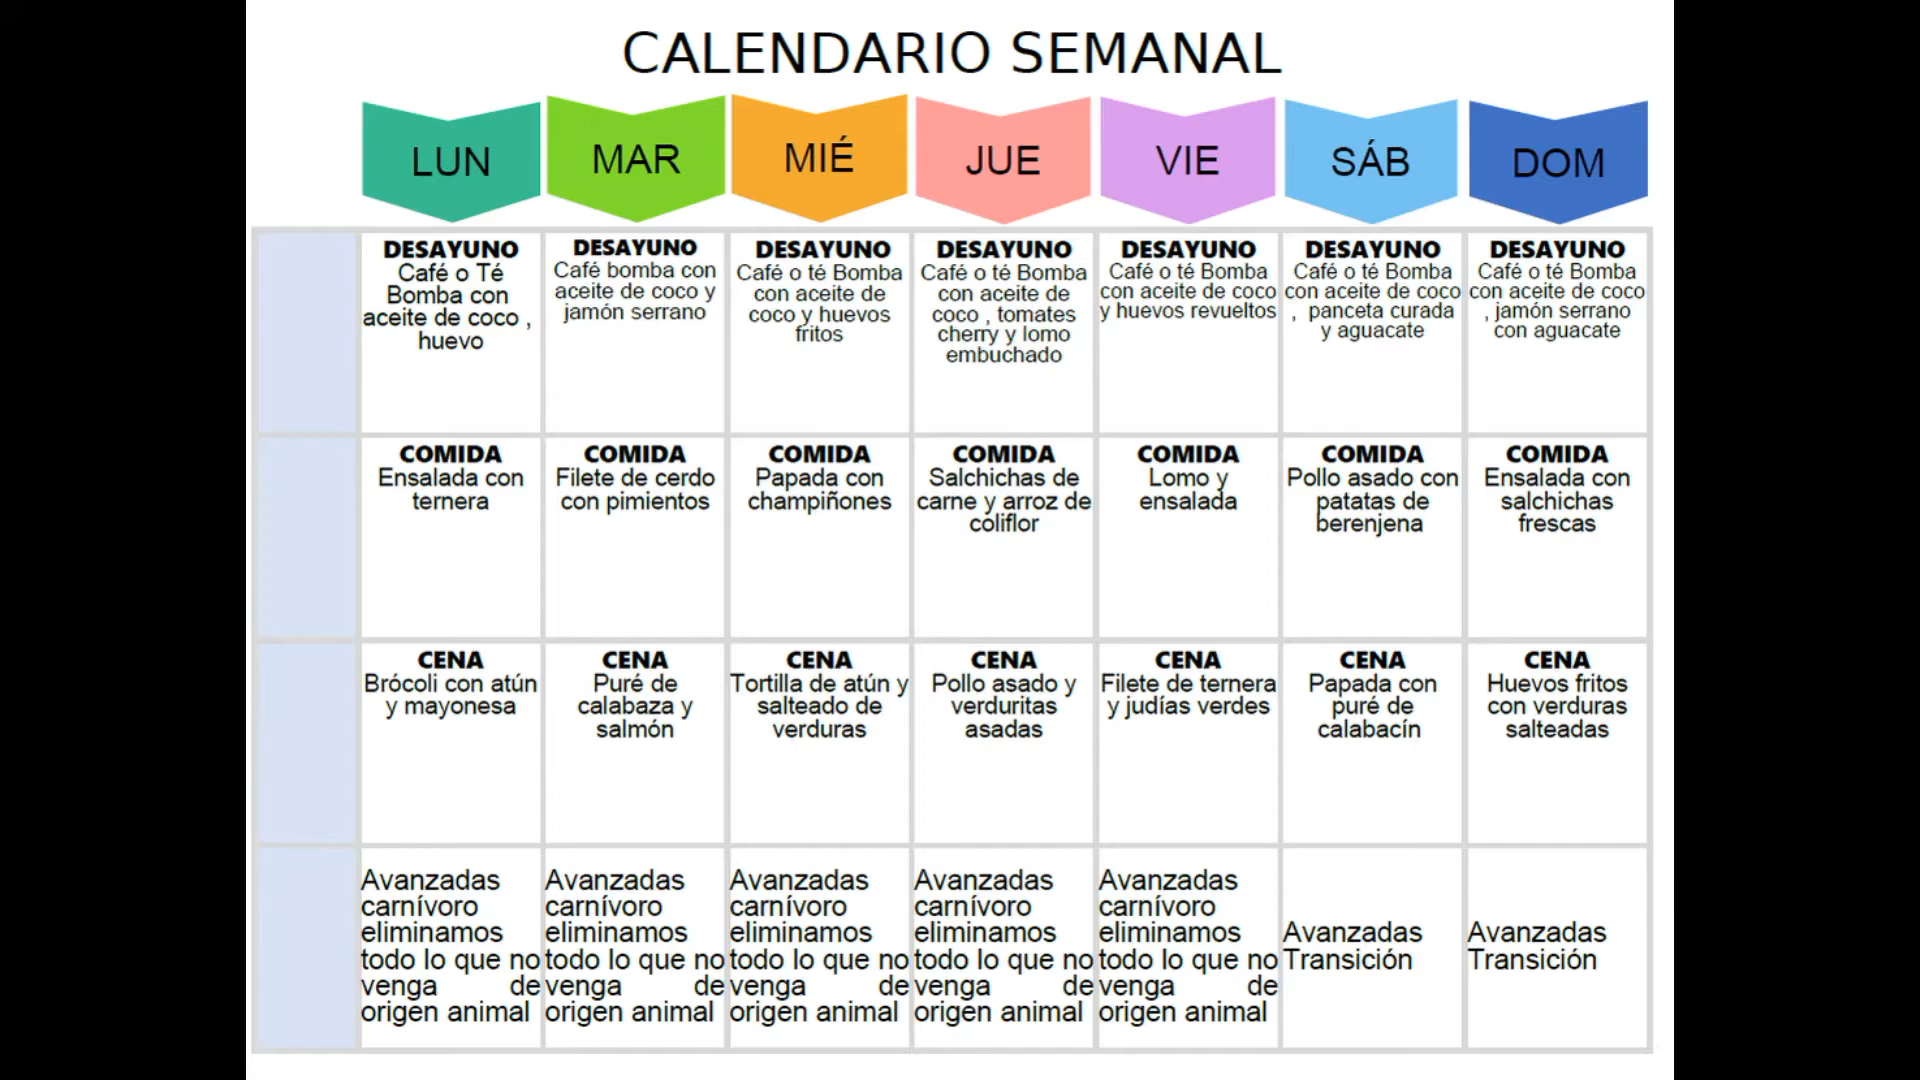 CALENDARIO SEMANAL
LUN
MAR
MIÉ
JUE
VIE
SÁB
DOM
DESAYUNO
Café o Té
Bomba con
aceite de coco ,
huevo
DESAYUNO
Café bomba con
aceite de coco y
jamón serrano
DESAYUNO
Café o té Bomba
con aceite de
coco y huevos
fritos
DESAYUNO
Café o té Bomba
con aceite de
coco , tomates
cherry y lomo
embuchado
DESAYUNO
Café o té Bomba
con aceite de coco
y huevos revueltos
DESAYUNO
Café o té Bomba
con aceite de coco
, panceta curada
y aguacate
DESAYUNO
Café o té Bomba
con aceite de coco
, jamón serrano
con aguacate
COMIDA
Ensalada con
ternera
COMIDA
Filete de cerdo
con pimientos
COMIDA
Papada con
champiñones
COMIDA
Salchichas de
carne y arroz de
coliflor
COMIDA
Lomo y
ensalada
COMIDA
Pollo asado con
patatas de
berenjena
COMIDA
Ensalada con
salchichas
frescas
CENA
Brócoli con atún
y mayonesa
CENA
Puré de
calabaza y
salmón
CENA
Tortilla de atún y
salteado de
verduras
CENA
Pollo asado y
verduritas
asadas
CENA
Filete de ternera
y judías verdes
CENA
Papada con
puré de
calabacín
CENA
Huevos fritos
con verduras
salteadas
Avanzadas
carnívoro
eliminamos
todo lo que no
venga de
origen animal
Avanzadas
carnívoro
eliminamos
todo lo que no
venga de
origen animal
Avanzadas
carnívoro
eliminamos
todo lo que no
venga de
origen animal
Avanzadas
carnívoro
eliminamos
todo lo que no
venga de
origen animal
Avanzadas
carnívoro
eliminamos
todo lo que no
venga de
origen animal
Avanzadas
Transición
Avanzadas
Transición